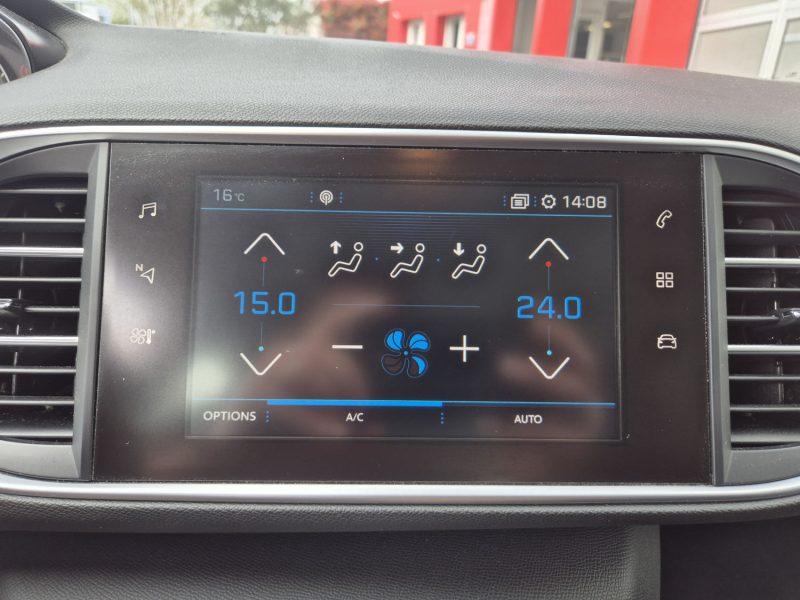 16°C
14:08
N
15.0
24.0
OPTIONS
A/C
AUTO